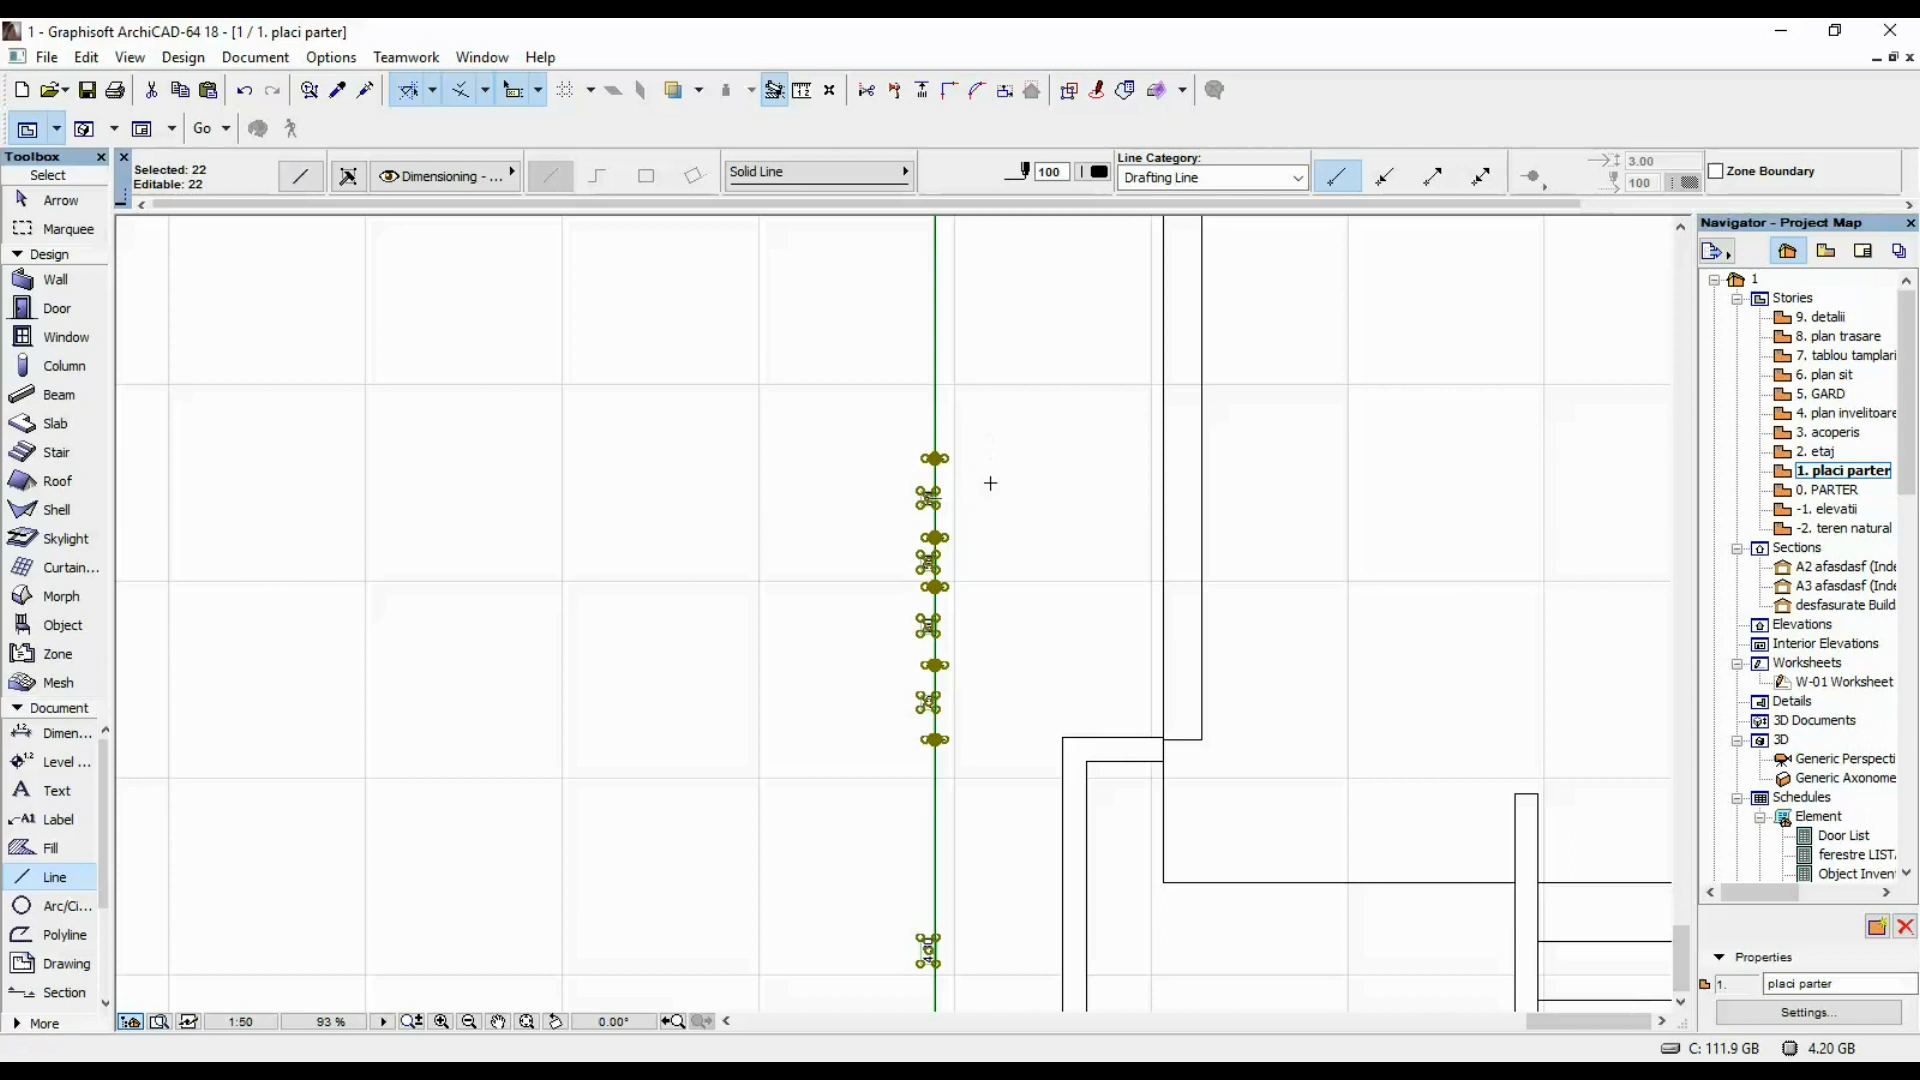 1 - Graphisoft ArchiCAD-64 18 - [1 / 1. placi parter]
File Edit View Design Document Options Teamwork Window Help
Go
Toolbox
Select
Arrow
Marquee
Design
Wall
Door
Window
Column
Beam
Slab
Stair
Roof
Shell
Skylight
Curtain...
Morph
Object
Zone
Mesh
Document
Dimen...
Level ...
Text
Label
Fill
Line
Arc/Ci...
Polyline
Drawing
Section
More
Selected: 22
Editable: 22
Dimensioning - ...
Solid Line
100
Line Category:
Drafting Line
3.00
100
Zone Boundary
1:50
93 %
0.00°
Navigator - Project Map
1
Stories
9. detalii
8. plan trasare
7. tablou tamplari
6. plan sit
5. GARD
4. plan invelitoare
3. acoperis
2. etaj
1. placi parter
0. PARTER
-1. elevatii
-2. teren natural
Sections
A2 afasdasf (Inde
A3 afasdasf (Inde
desfasurate Build
Elevations
Interior Elevations
Worksheets
W-01 Worksheet
Details
3D Documents
3D
Generic Perspecti
Generic Axonome
Schedules
Element
Door List
ferestre LIST
Object Inven
Properties
1.
placi parter
Settings...
C: 111.9 GB
4.20 GB